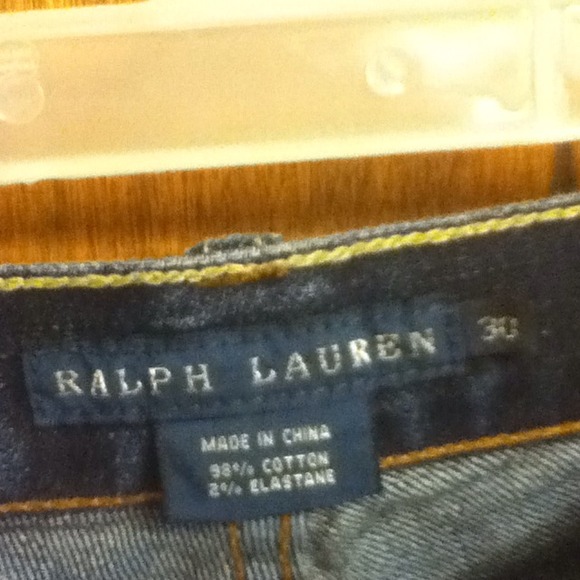 RALPH LAUREN 30
MADE IN CHINA
98% COTTON
2% ELASTANE